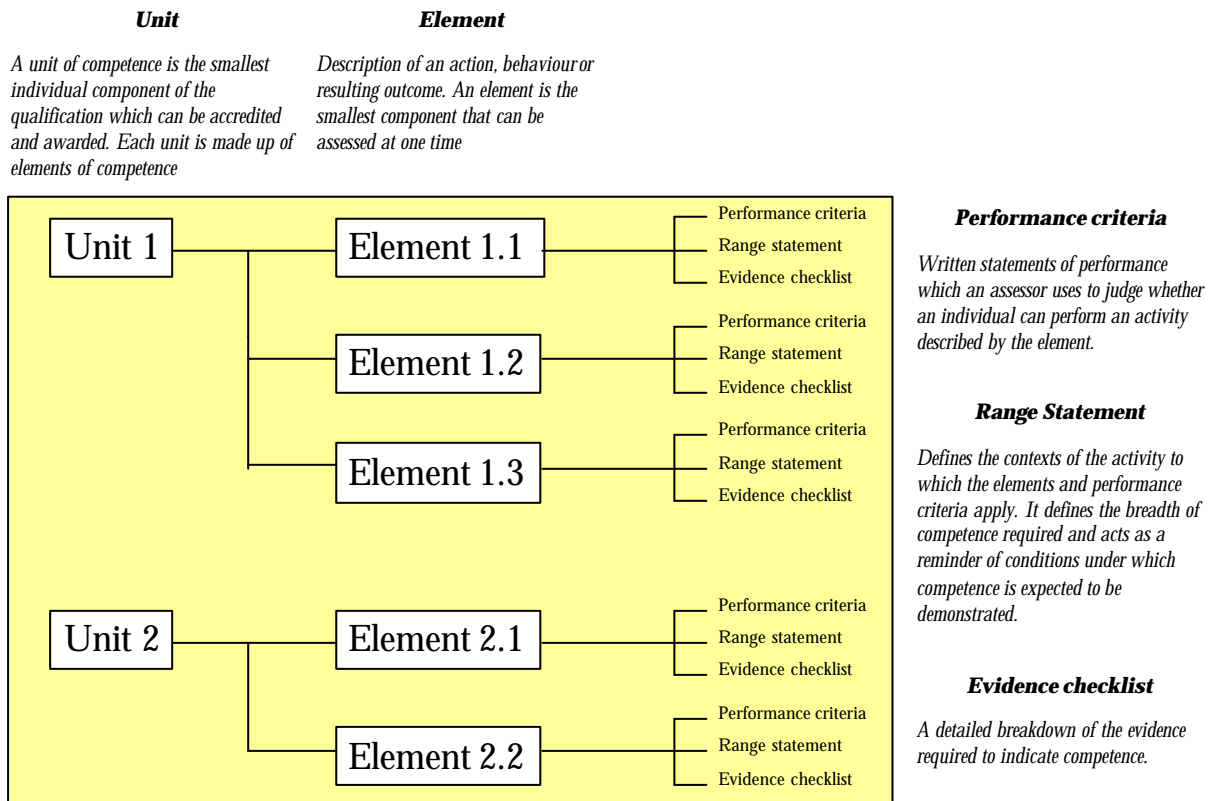 Unit
A unit of competence is the smallest
individual component of the
qualification which can be accredited
and awarded. Each unit is made up of
elements of competence
Element
Description of an action, behaviour or
resulting outcome. An element is the
smallest component that can be
assessed at one time
Unit 1
Element 1.1
Performance criteria
Range statement
Evidence checklist
Element 1.2
Performance criteria
Range statement
Evidence checklist
Element 1.3
Performance criteria
Range statement
Evidence checklist
Unit 2
Element 2.1
Performance criteria
Range statement
Evidence checklist
Element 2.2
Performance criteria
Range statement
Evidence checklist
Performance criteria
Written statements of performance
which an assessor uses to judge whether
an individual can perform an activity
described by the element.
Range Statement
Defines the contexts of the activity to
which the elements and performance
criteria apply. It defines the breadth of
competence required and acts as a
reminder of conditions under which
competence is expected to be
demonstrated.
Evidence checklist
A detailed breakdown of the evidence
required to indicate competence.